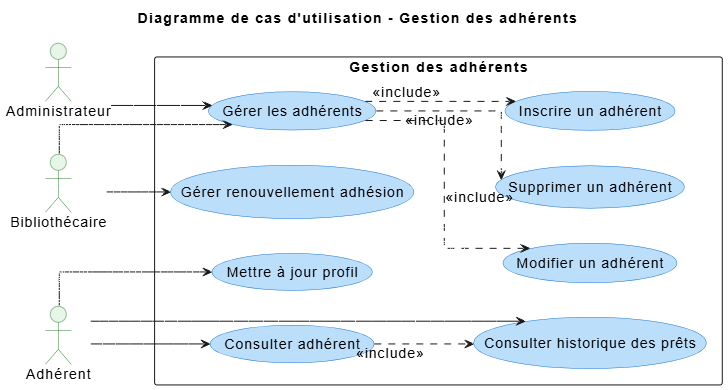 Diagramme de cas d'utilisation - Gestion des adhérents
Gestion des adhérents
«include»
Administrateur
Gérer les adhérents
Inscrire un adhérent
«include»
Supprimer un adhérent
Gérer renouvellement adhésion
«include»
Bibliothécaire
Modifier un adhérent
Mettre à jour profil
Consulter adhérent
Consulter historique des prêts
«include»
Adhérent